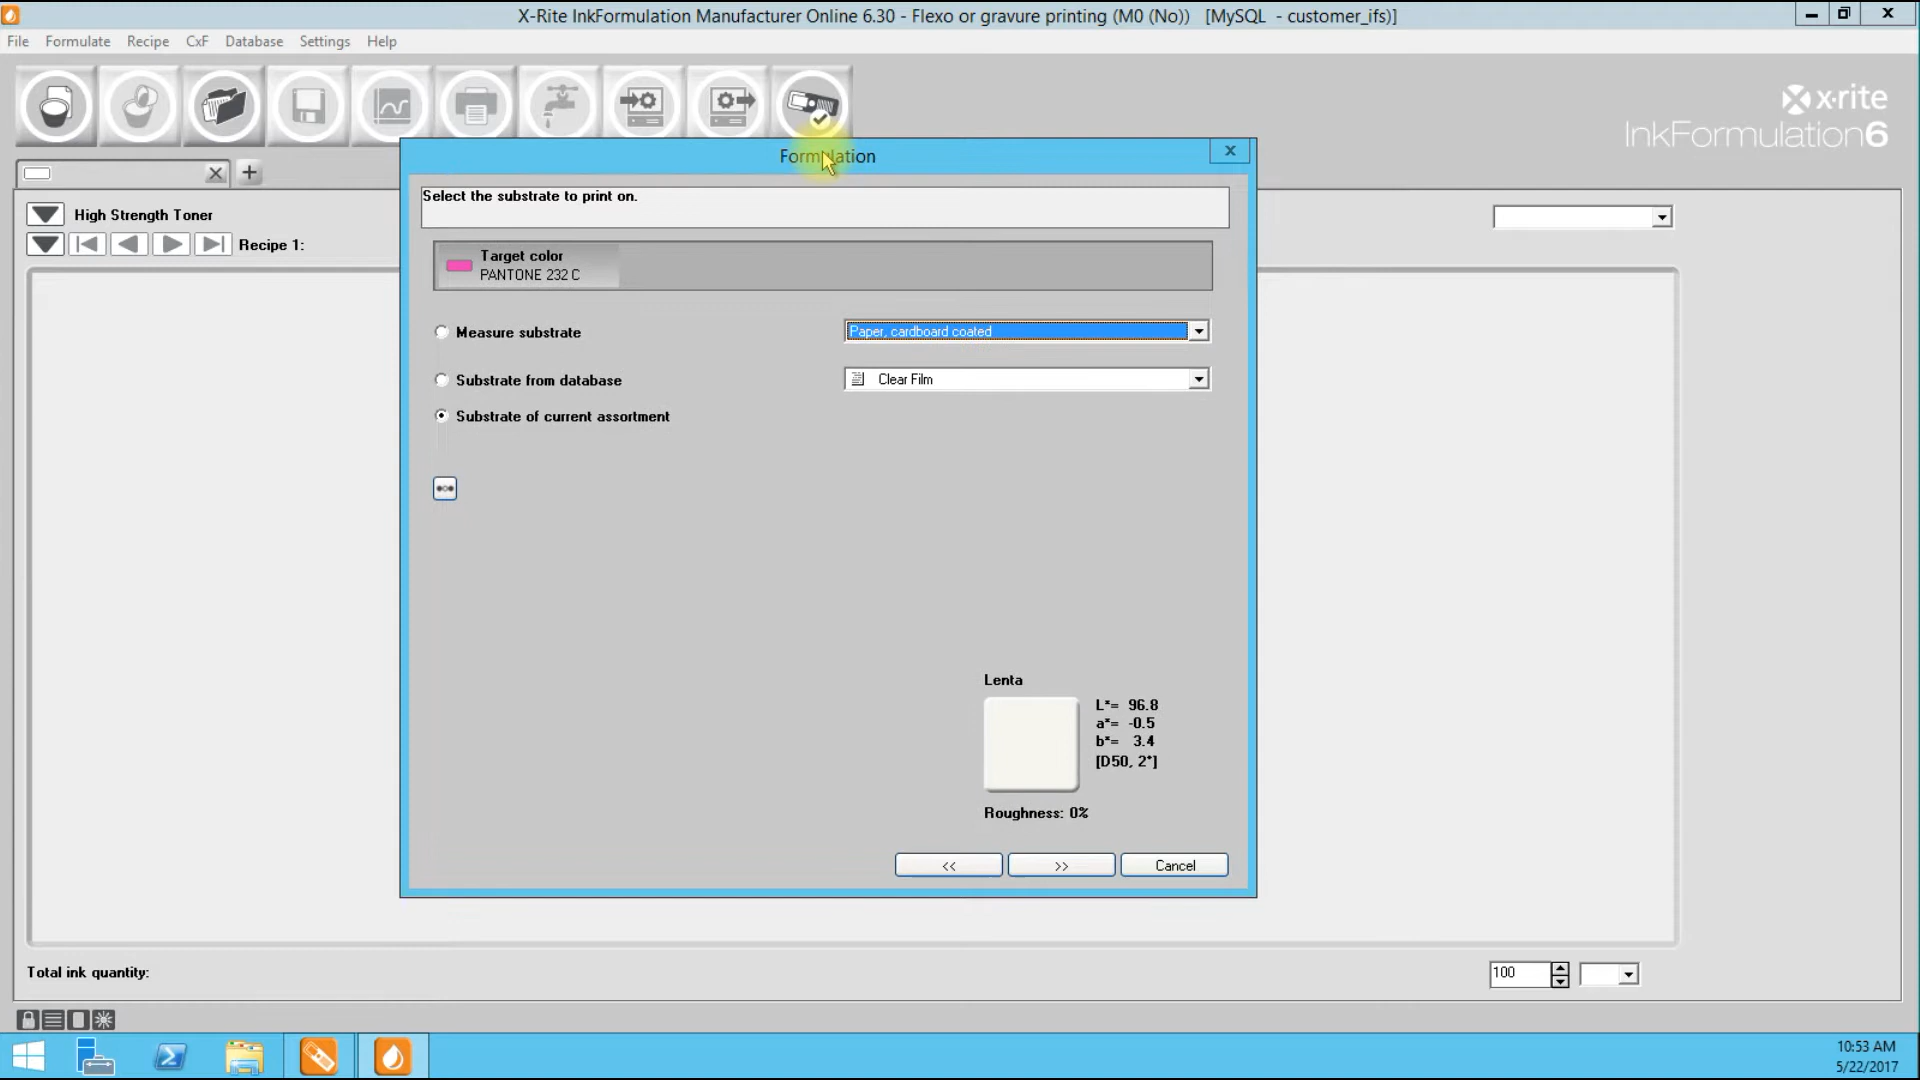 X-Rite InkFormulation Manufacturer Online 6.30 - Flexo or gravure printing (M0 (No)) [MySQL - customer_ifs)]
File Formulate Recipe CxF Database Settings Help
x·rite
InkFormulation6
Formulation
Select the substrate to print on.
High Strength Toner
Recipe 1:
Target color
PANTONE 232 C
Measure substrate
Paper, cardboard coated
Substrate from database
Clear Film
Substrate of current assortment
Lenta
L*= 96.8
a*= -0.5
b*= 3.4
[D50, 2°]
Roughness: 0%
<< >> Cancel
Total ink quantity:
100
10:53 AM
5/22/2017